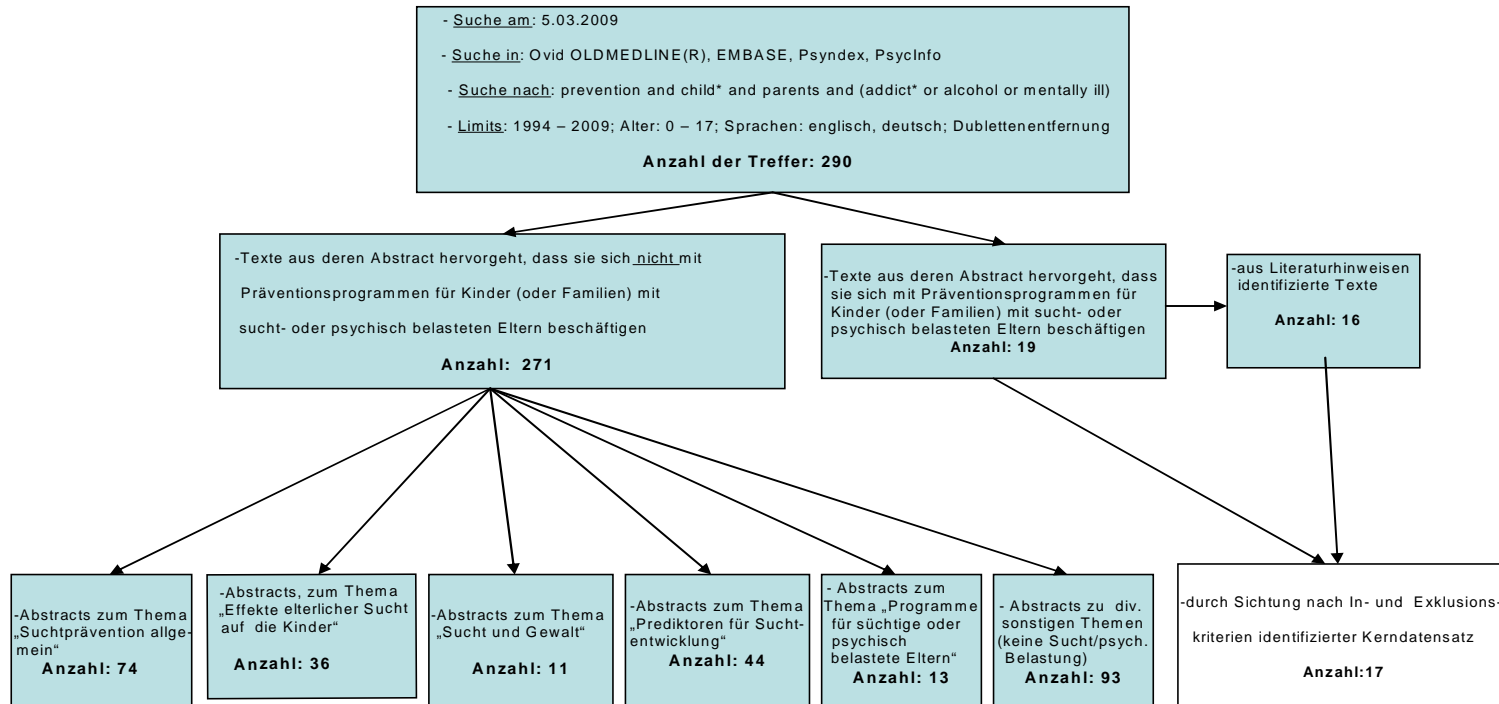 - Suche am: 5.03.2009
- Suche in: Ovid OLDMEDLINE(R), EMBASE, Psyndex, PsycInfo
- Suche nach: prevention and child* and parents and (addict* or alcohol or mentally ill)
- Limits: 1994 – 2009; Alter: 0 – 17; Sprachen: englisch, deutsch; Dublettenentfernung
Anzahl der Treffer: 290
-Texte aus deren Abstract hervorgeht, dass sie sich nicht mit
Präventionsprogrammen für Kinder (oder Familien) mit
sucht- oder psychisch belasteten Eltern beschäftigen
Anzahl: 271
-Texte aus deren Abstract hervorgeht, dass
sie sich mit Präventionsprogrammen für
Kinder (oder Familien) mit sucht- oder
psychisch belasteten Eltern beschäftigen
Anzahl: 19
-aus Literaturhinweisen
identifizierte Texte
Anzahl: 16
-Abstracts zum Thema
„Suchtprävention allge-
mein“
Anzahl: 74
-Abstracts, zum Thema
„Effekte elterlicher Sucht
auf die Kinder“
Anzahl: 36
-Abstracts zum Thema
„Sucht und Gewalt“
Anzahl: 11
-Abstracts zum Thema
„Prediktoren für Sucht-
entwicklung“
Anzahl: 44
- Abstracts zum
Thema „Programme
für süchtige oder
psychisch
belastete Eltern“
Anzahl: 13
- Abstracts zu div.
sonstigen Themen
(keine Sucht/psych.
Belastung)
Anzahl: 93
-durch Sichtung nach In- und Exklusions-
kriterien identifizierter Kerndatensatz
Anzahl:17